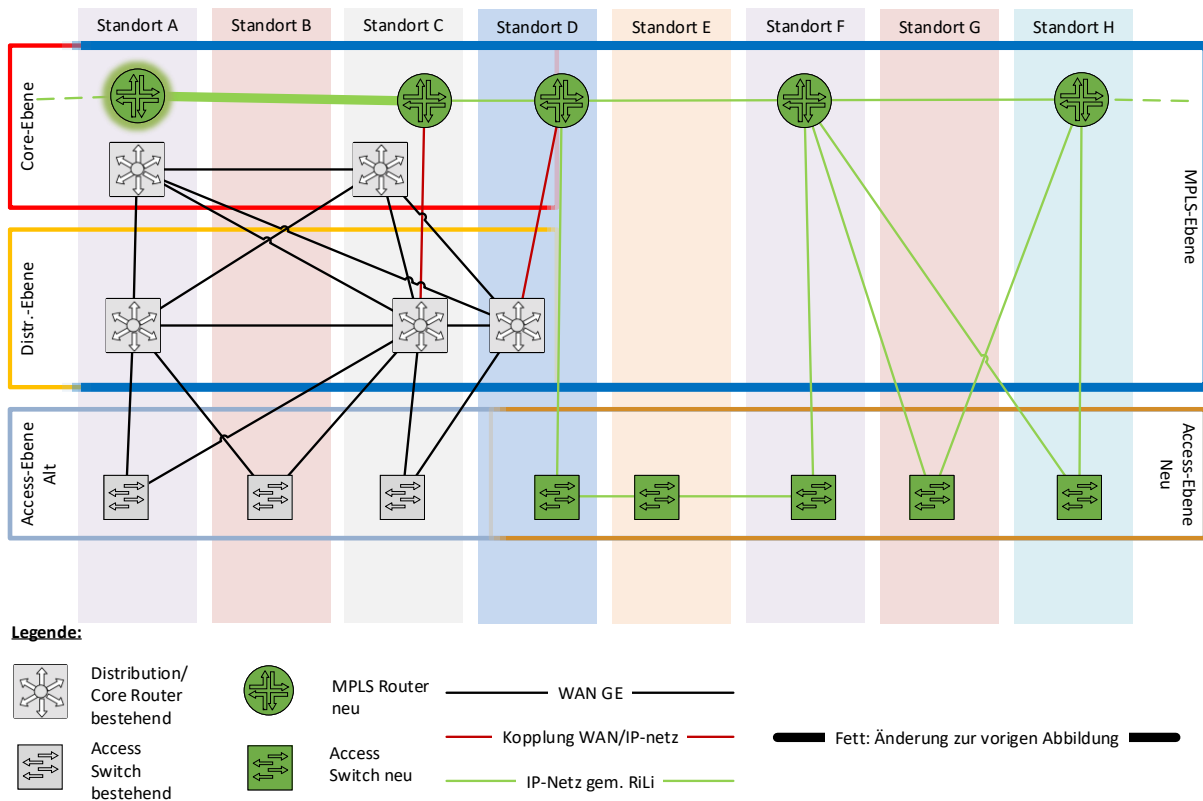 Standort A
Standort B
Standort C
Standort D
Standort E
Standort F
Standort G
Standort H
Core-Ebene
Distr.-Ebene
Access-Ebene
Alt
MPLS-Ebene
Access-Ebene
Neu
Legende:
Distribution/
Core Router
bestehend
Access
Switch
bestehend
MPLS Router
neu
Access
Switch neu
WAN GE
Kopplung WAN/IP-netz
IP-Netz gem. RiLi
Fett: Änderung zur vorigen Abbildung